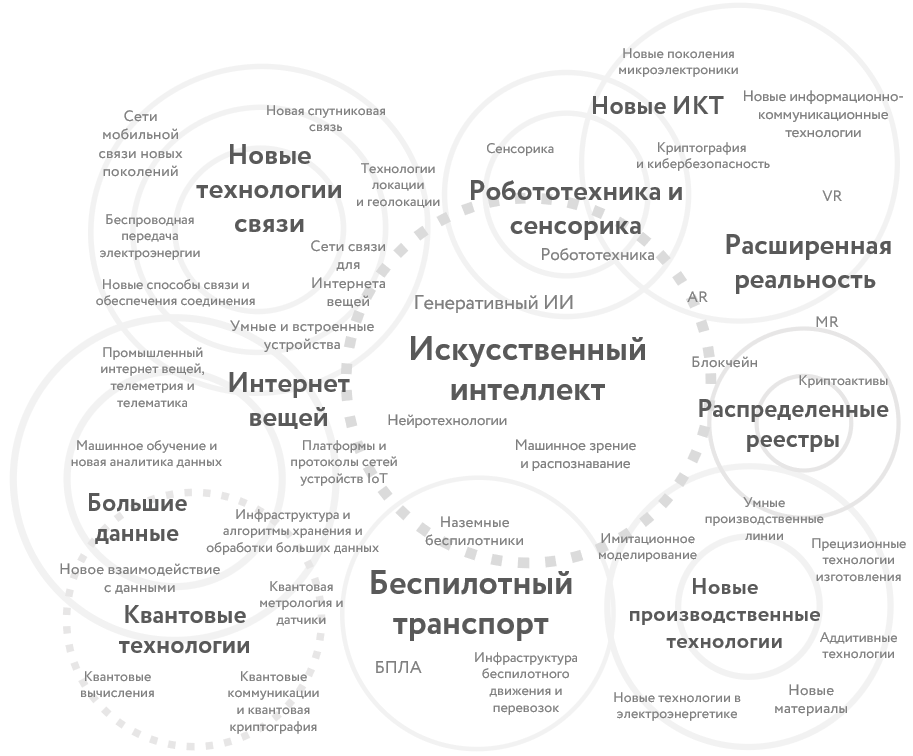 Новые поколения
микроэлектроники
Новые ИКТ
Новые информационно-
коммуникационные
технологии
Криптография
и кибербезопасность
Сети
мобильной
связи новых
поколений
Новая спутниковая
связь
Новые
технологии
связи
Технологии
локации
и геолокации
Беспроводная
передача
электроэнергии
Сети связи
для
Интернета
вещей
Новые способы связи и
обеспечения соединения
Сенсорика
Робототехника и
сенсорика
Робототехника
VR
Расширенная
реальность
AR
MR
Генеративный ИИ
Искусственный
интеллект
Нейротехнологии
Машинное зрение
и распознавание
Умные и встроенные
устройства
Промышленный
интернет вещей,
телеметрия и
телематика
Интернет
вещей
Платформы и
протоколы сетей
устройств IoT
Блокчейн
Криптоактивы
Распределенные
реестры
Машинное обучение и
новая аналитика данных
Большие
данные
Инфраструктура и
алгоритмы хранения и
обработки больших данных
Новое взаимодействие
с данными
Квантовая
метрология и
датчики
Квантовые
технологии
Квантовые
вычисления
Квантовые
коммуникации
и квантовая
криптография
Наземные
беспилотники
Беспилотный
транспорт
БПЛА
Инфраструктура
беспилотного
движения и
перевозок
Умные
производственные
линии
Имитационное
моделирование
Прецизионные
технологии
изготовления
Новые
производственные
технологии
Аддитивные
технологии
Новые технологии в
электроэнергетике
Новые
материалы